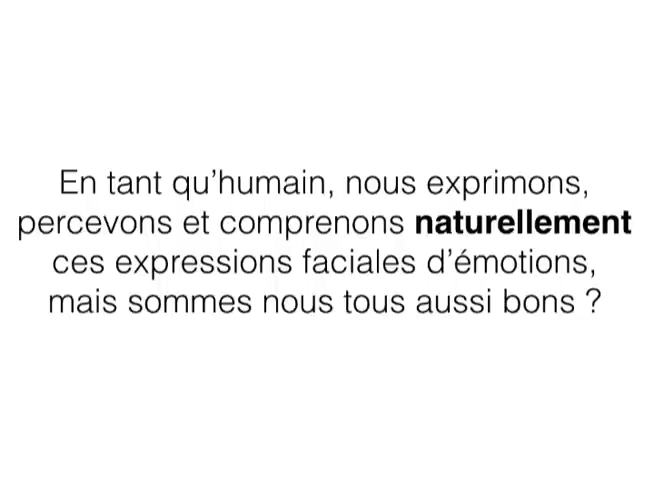 En tant qu’humain, nous exprimons,
percevons et comprenons naturellement
ces expressions faciales d’émotions,
mais sommes nous tous aussi bons ?